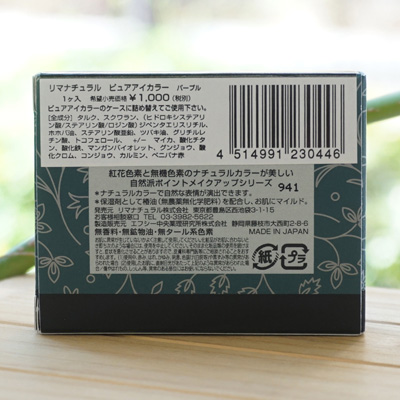 リマナチュラル ピュアアイカラー パープル
1ヶ入 希望小売価格 ¥1,000(税別)
ピュアアイカラーのケースに詰め替えてご使用下さい。
[全成分] タルク、スクワラン、(ヒドロキシステアリ
ン酸/ステアリン酸/ロジン酸)ジペンタエリスリチル、
ホホバ油、ステアリン酸亜鉛、ツバキ油、グリチルレ
チン酸、トコフェロール、 +/- マイカ、酸化チタ
ン、酸化鉄、マンガンバイオレット、グンジョウ、酸
化クロム、コンジョウ、カルミン、ベニバナ赤
4 514991 230446
紅花色素と無機色素のナチュラルカラーが美しい
自然派ポイントメイクアップシリーズ 941
*ナチュラルカラーで自然な表情が演出できます。
*保湿剤として椿油(無農薬無化学肥料)を配合し、お肌にマイルド。
発売元 リマナチュラル株式会社 東京都豊島区西池袋3-1-15
お客様相談窓口 TEL 03-3962-5622
製造販売元 エフシー中央薬理研究所株式会社 静岡県藤枝市大西町2-8-6
無香料・無鉱物油・無タール系色素 MADE IN JAPAN
紙 プラ